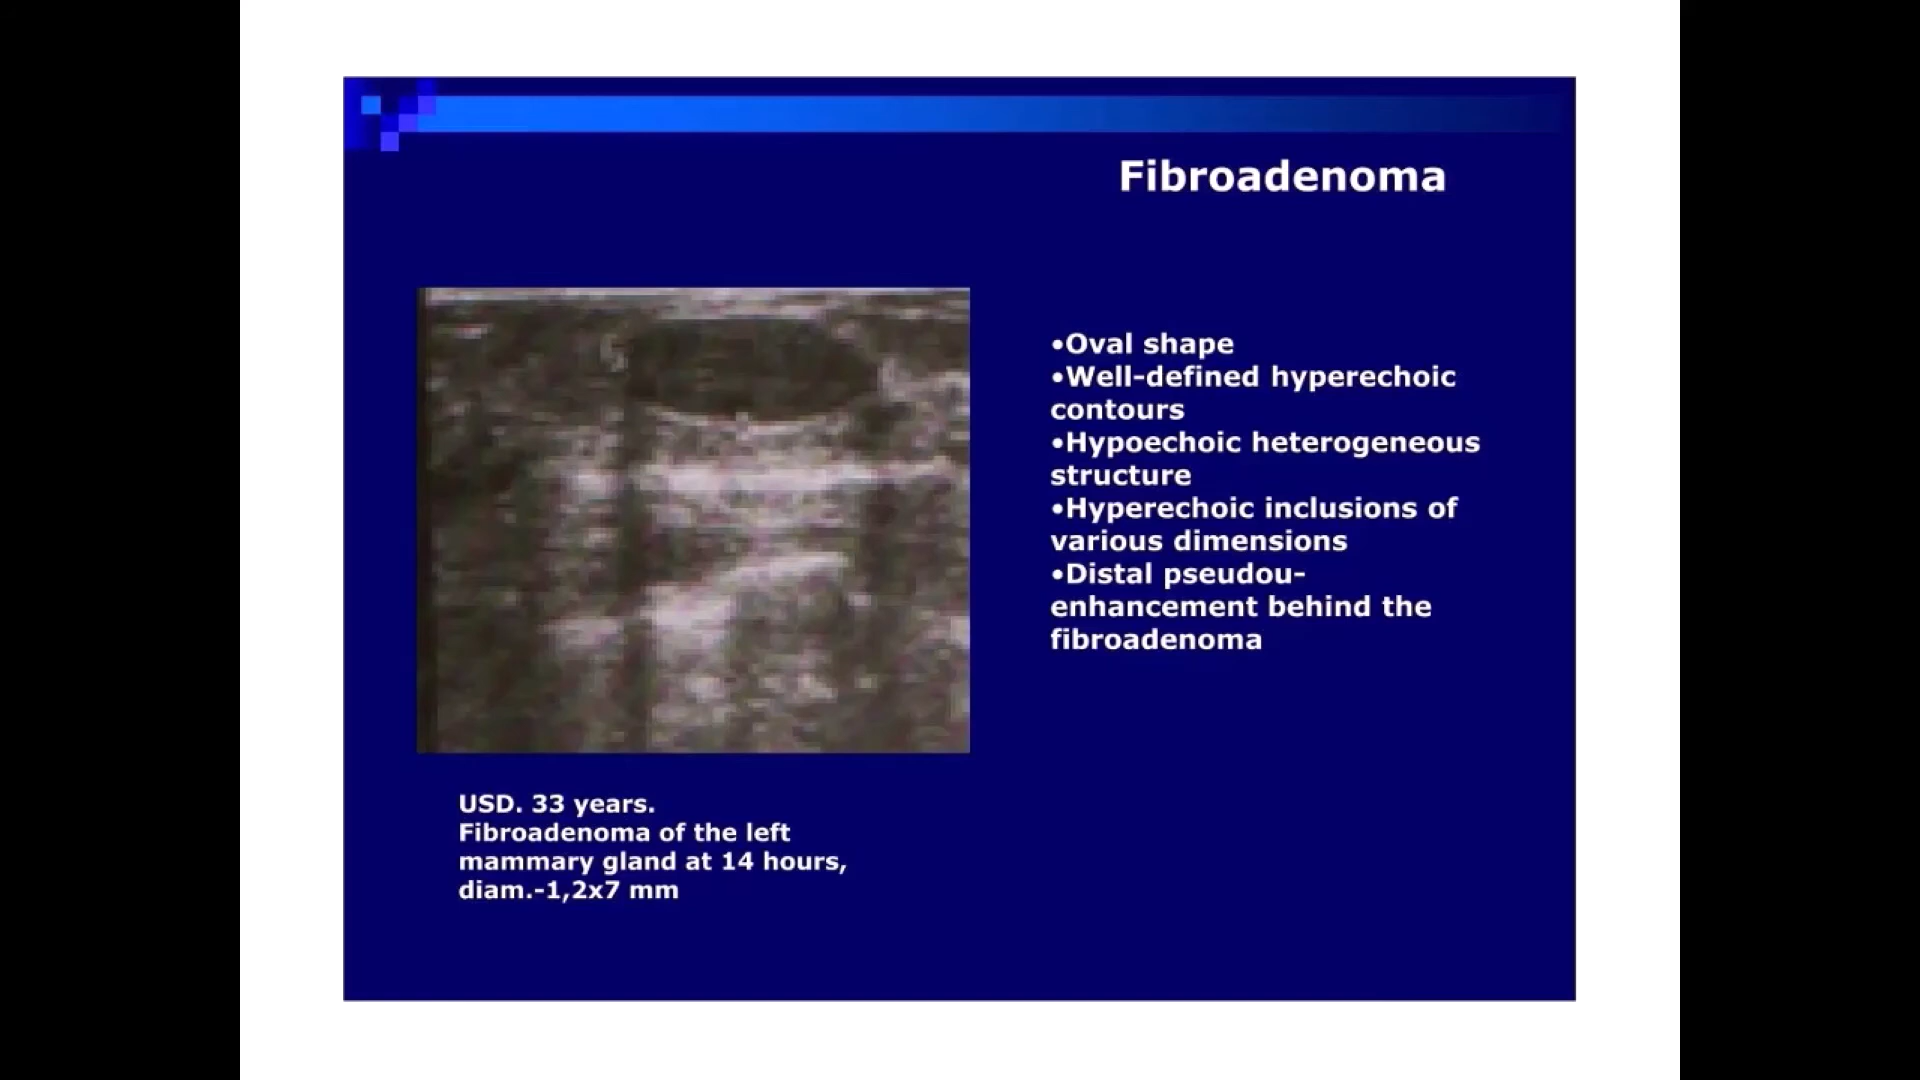 Fibroadenoma
•Oval shape
•Well-defined hyperechoic
contours
•Hypoechoic heterogeneous
structure
•Hyperechoic inclusions of
various dimensions
•Distal pseudou-
enhancement behind the
fibroadenoma
USD. 33 years.
Fibroadenoma of the left
mammary gland at 14 hours,
diam.-1,2x7 mm